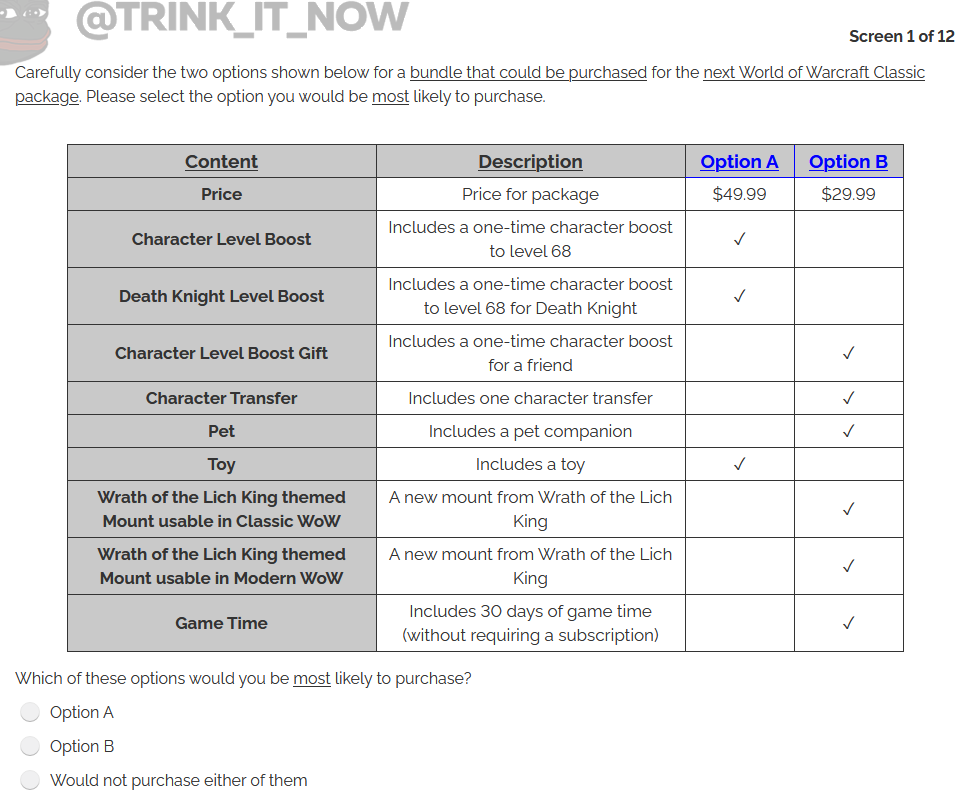 @TRINK_IT_NOW
Screen 1 of 12
Carefully consider the two options shown below for a bundle that could be purchased for the next World of Warcraft Classic
package. Please select the option you would be most likely to purchase.
Content Description Option A Option B
Price Price for package $49.99 $29.99
Character Level Boost Includes a one-time character boost
to level 68 ✓
Death Knight Level Boost Includes a one-time character boost
to level 68 for Death Knight ✓
Character Level Boost Gift Includes a one-time character boost
for a friend ✓
Character Transfer Includes one character transfer ✓
Pet Includes a pet companion ✓
Toy Includes a toy ✓
Wrath of the Lich King themed
Mount usable in Classic WoW A new mount from Wrath of the Lich
King ✓
Wrath of the Lich King themed
Mount usable in Modern WoW A new mount from Wrath of the Lich
King ✓
Game Time Includes 30 days of game time
(without requiring a subscription) ✓
Which of these options would you be most likely to purchase?
Option A
Option B
Would not purchase either of them